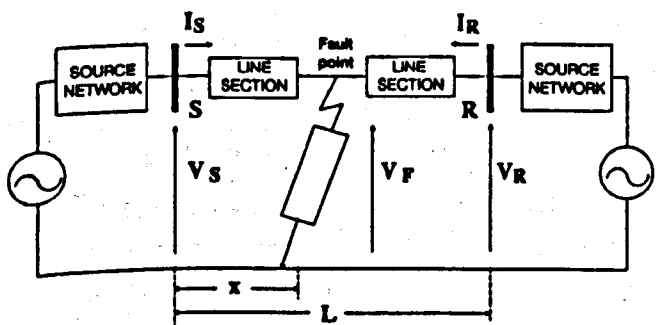 I_S
I_R
Fault
point
SOURCE
NETWORK
LINE
SECTION
LINE
SECTION
SOURCE
NETWORK
S
R
V_S
V_F
V_R
x
L